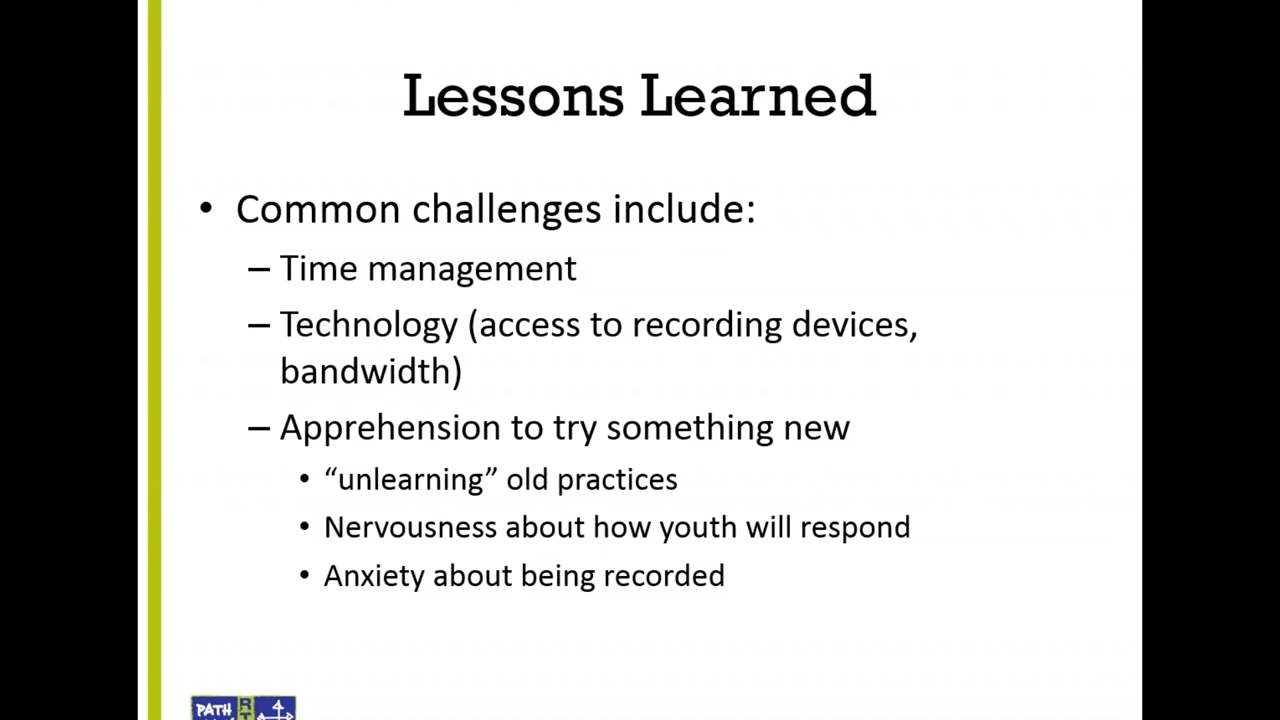 Lessons Learned
• Common challenges include:
– Time management
– Technology (access to recording devices,
bandwidth)
– Apprehension to try something new
• “unlearning” old practices
• Nervousness about how youth will respond
• Anxiety about being recorded
PATH